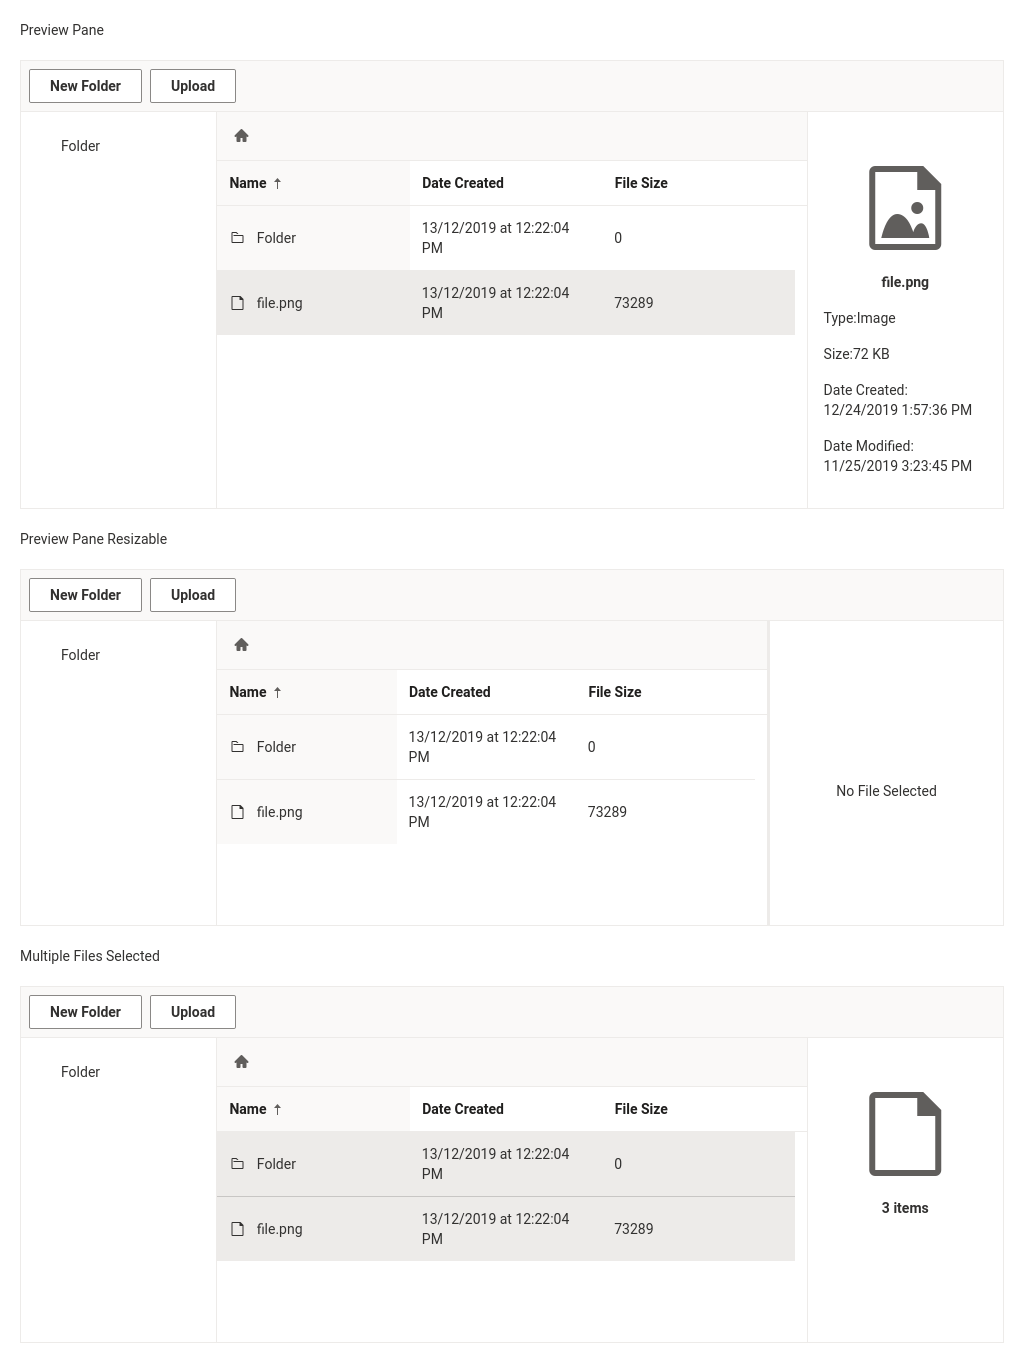 Preview Pane
New Folder Upload
Folder
Name Date Created File Size
Folder 13/12/2019 at 12:22:04 PM 0
file.png 13/12/2019 at 12:22:04 PM 73289
file.png
Type:Image
Size:72 KB
Date Created:
12/24/2019 1:57:36 PM
Date Modified:
11/25/2019 3:23:45 PM
Preview Pane Resizable
New Folder Upload
Folder
Name Date Created File Size
Folder 13/12/2019 at 12:22:04 PM 0
file.png 13/12/2019 at 12:22:04 PM 73289
No File Selected
Multiple Files Selected
New Folder Upload
Folder
Name Date Created File Size
Folder 13/12/2019 at 12:22:04 PM 0
file.png 13/12/2019 at 12:22:04 PM 73289
3 items